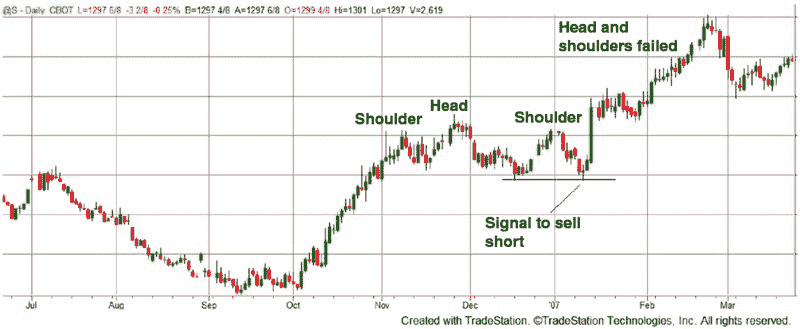 @S - Daily CBOT L=1297 6/8 -3 2/8 -0.25% B=1297 4/8 A=1297 6/8 O=1299 4/8 Hi=1301 Lo=1297 V=2,619
Head and
shoulders failed
Shoulder
Head
Shoulder
Signal to sell
short
Jul Aug Sep Oct Nov Dec '07 Feb Mar
Created with TradeStation. ©TradeStation Technologies, Inc. All rights reserved.